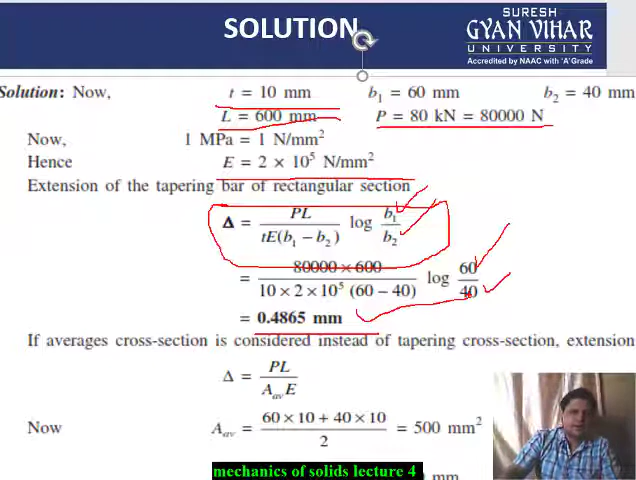 SOLUTION
SURESH
GYAN VIHAR
UNIVERSITY
Accredited by NAAC with 'A' Grade
Solution: Now, t = 10 mm b₁ = 60 mm b₂ = 40 mm
L = 600 mm P = 80 kN = 80000 N
Now, 1 MPa = 1 N/mm²
Hence E = 2 × 10⁵ N/mm²
Extension of the tapering bar of rectangular section
Δ = PL / tE(b₁ − b₂) log b₁ / b₂
= 80000 × 600 / 10 × 2 × 10⁵ (60 − 40) log 60 / 40
= 0.4865 mm
If averages cross-section is considered instead of tapering cross-section, extension
Δ = PL / Aₐᵥ E
Now Aₐᵥ = 60 × 10 + 40 × 10 / 2 = 500 mm²
mechanics of solids lecture 4
mm